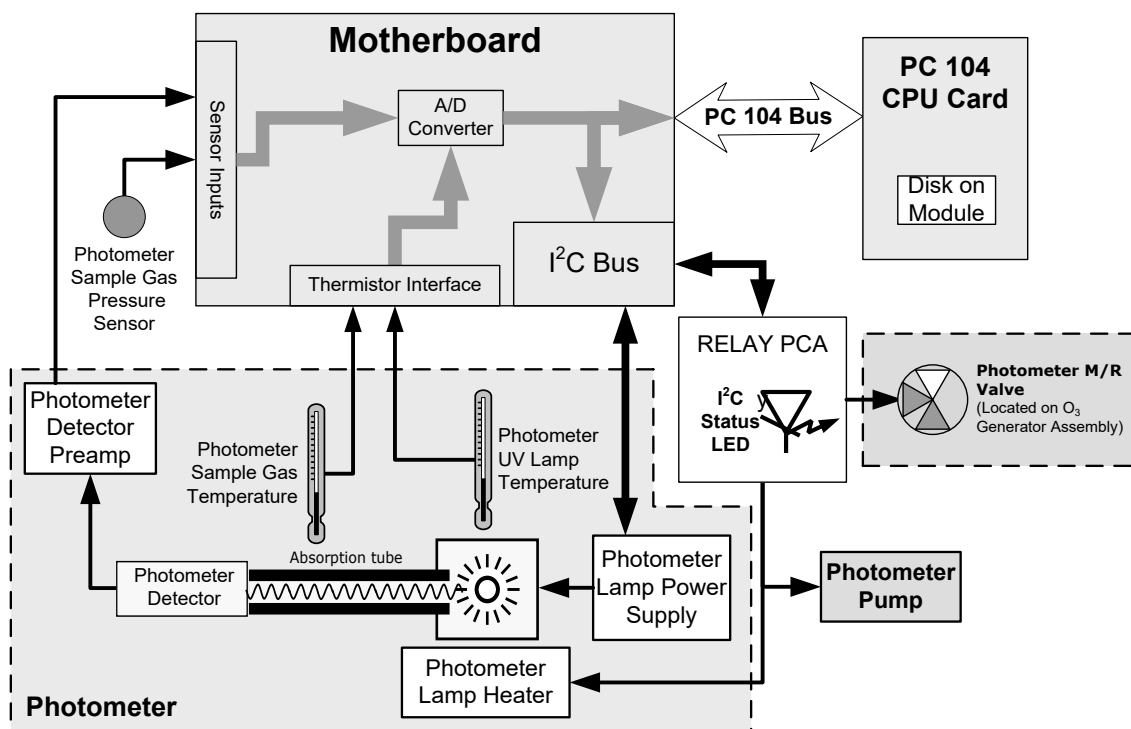 Motherboard
PC 104
CPU Card
Disk on
Module
PC 104 Bus
A/D
Converter
Sensor Inputs
I²C Bus
Thermistor Interface
Photometer
Sample Gas
Pressure
Sensor
RELAY PCA
I²C
y
Status
LED
Photometer M/R
Valve
(Located on O₃
Generator Assembly)
Photometer
Detector
Preamp
Photometer
Sample Gas
Temperature
Photometer
UV Lamp
Temperature
Absorption tube
Photometer
Detector
Photometer
Lamp Power
Supply
Photometer
Pump
Photometer
Lamp Heater
Photometer